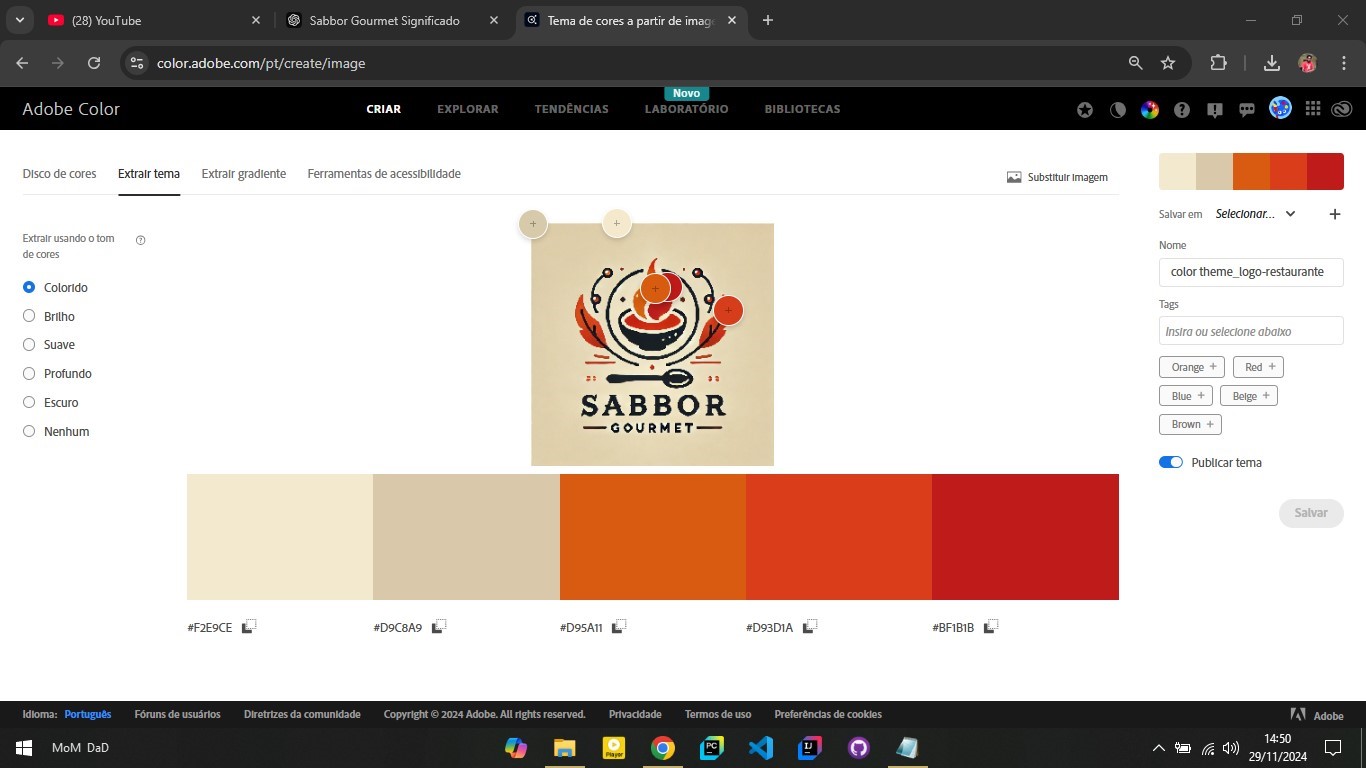 (28) YouTube
Sabbor Gourmet Significado
Tema de cores a partir de image
color.adobe.com/pt/create/image
Adobe Color
CRIAR
EXPLORAR
TENDÊNCIAS
Novo
LABORATÓRIO
BIBLIOTECAS
Disco de cores
Extrair tema
Extrair gradiente
Ferramentas de acessibilidade
Substituir imagem
Extrair usando o tom
de cores
Colorido
Brilho
Suave
Profundo
Escuro
Nenhum
SABBOR
GOURMET
#F2E9CE
#D9C8A9
#D95A11
#D93D1A
#BF1B1B
Salvar em
Selecionar...
Nome
color theme_logo-restaurante
Tags
Insira ou selecione abaixo
Orange +
Red +
Blue +
Beige +
Brown +
Publicar tema
Salvar
Idioma: Português
Fóruns de usuários
Diretrizes da comunidade
Copyright © 2024 Adobe. All rights reserved.
Privacidade
Termos de uso
Preferências de cookies
Adobe
MoM DaD
Player
PC
IJ
14:50
29/11/2024